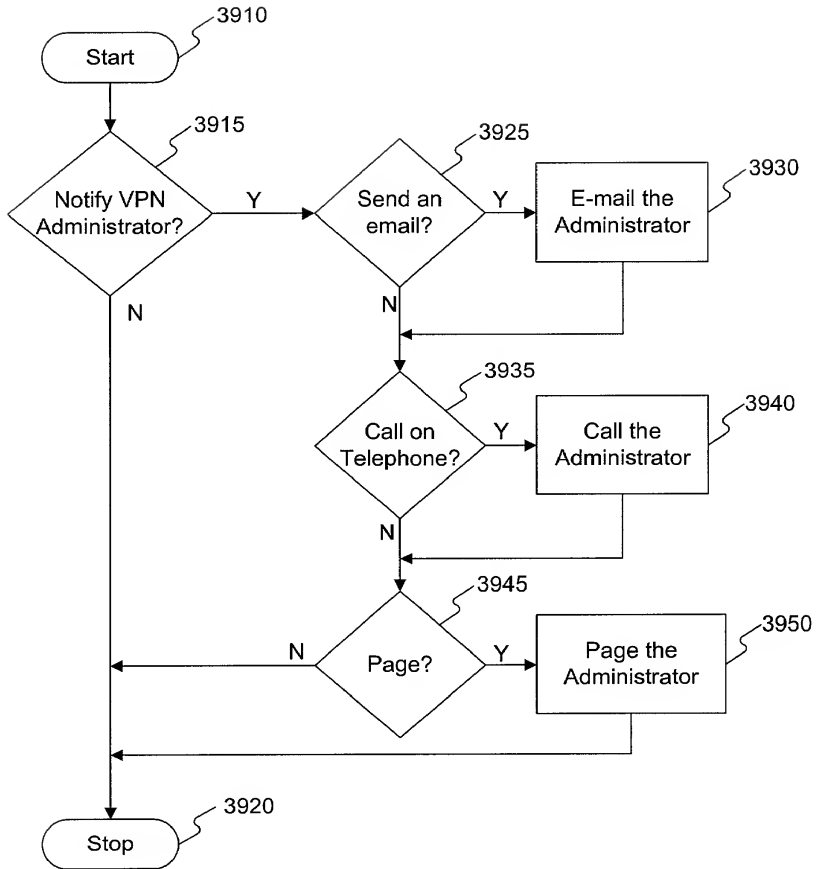 3910
Start
3915
Notify VPN
Administrator?
Y
N
3925
Send an
email?
Y
N
3930
E-mail the
Administrator
3935
Call on
Telephone?
Y
N
3940
Call the
Administrator
3945
Page?
N
Y
3950
Page the
Administrator
3920
Stop